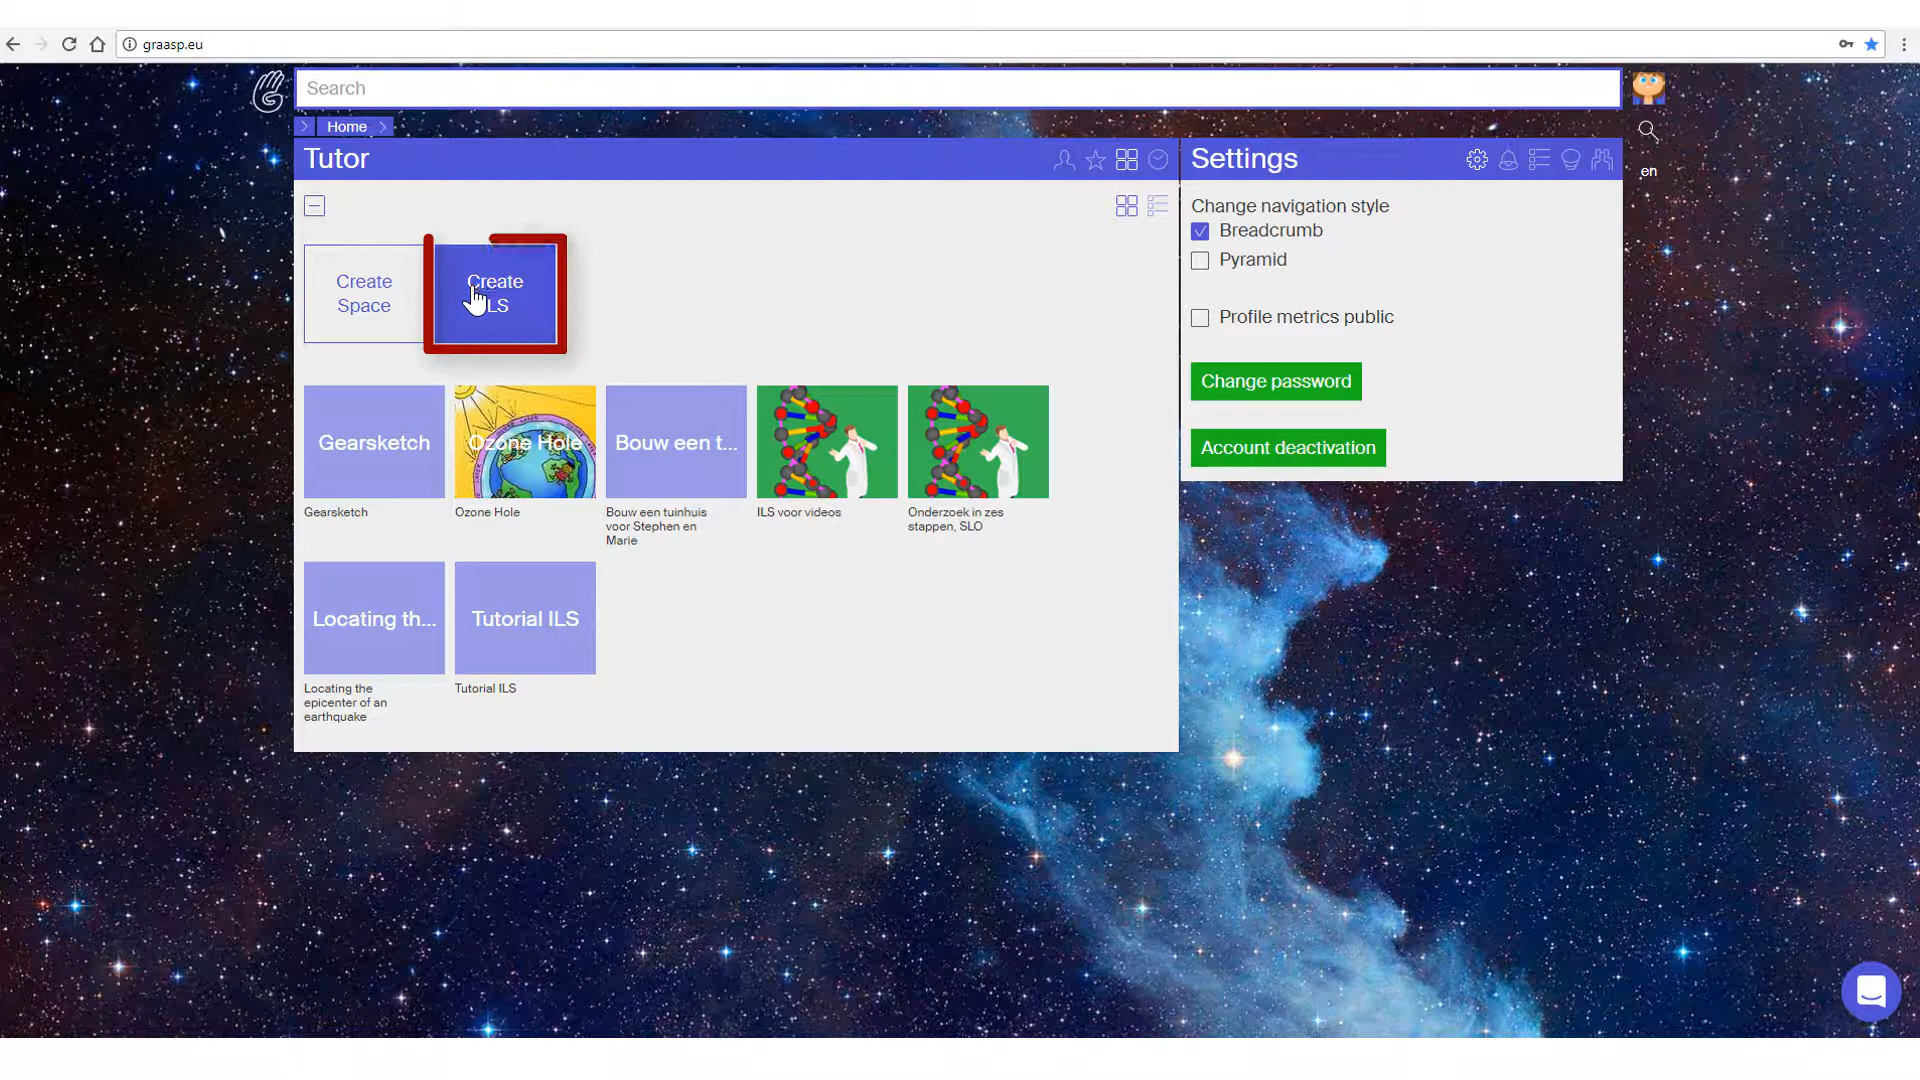 graasp.eu
Search
Home
Tutor
Settings
en
Change navigation style
Breadcrumb
Pyramid
Profile metrics public
Change password
Account deactivation
Create
Space
Create
LS
Gearsketch
Ozone Hole
Bouw een t...
Gearsketch
Ozone Hole
Bouw een tuinhuis
voor Stephen en
Marie
ILS voor videos
Onderzoek in zes
stappen, SLO
Locating th...
Tutorial ILS
Locating the
epicenter of an
earthquake
Tutorial ILS